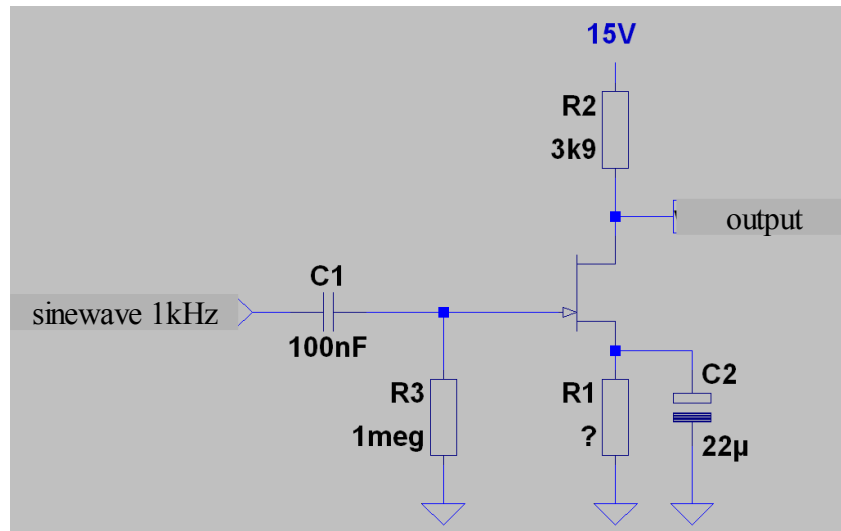 15V
R2
3k9
output
C1
sinewave 1kHz
100nF
R3
1meg
R1
?
C2
22µ